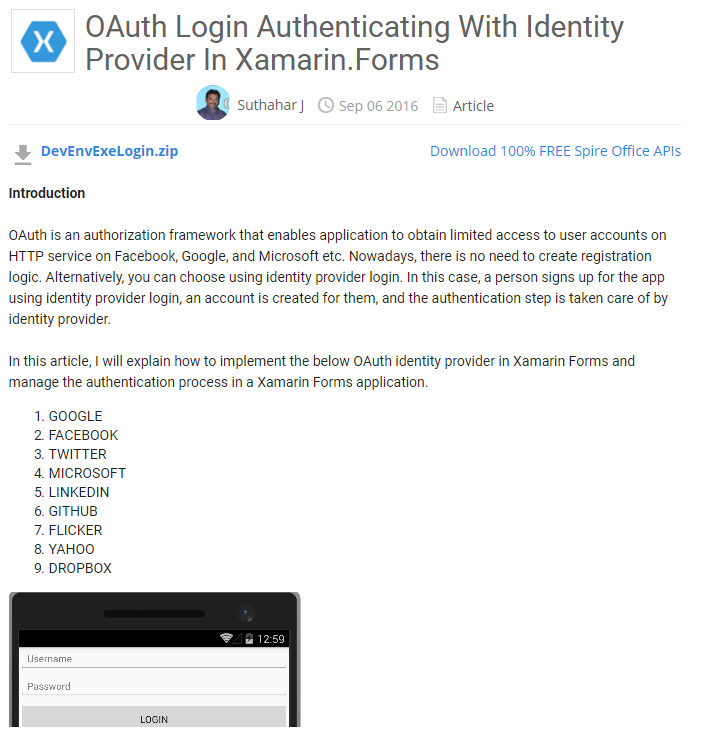 OAuth Login Authenticating With Identity
Provider In Xamarin.Forms
Suthahar J Sep 06 2016 Article
DevEnvExeLogin.zip Download 100% FREE Spire Office APIs
Introduction
OAuth is an authorization framework that enables application to obtain limited access to user accounts on
HTTP service on Facebook, Google, and Microsoft etc. Nowadays, there is no need to create registration
logic. Alternatively, you can choose using identity provider login. In this case, a person signs up for the app
using identity provider login, an account is created for them, and the authentication step is taken care of by
identity provider.
In this article, I will explain how to implement the below OAuth identity provider in Xamarin Forms and
manage the authentication process in a Xamarin Forms application.
1. GOOGLE
2. FACEBOOK
3. TWITTER
4. MICROSOFT
5. LINKEDIN
6. GITHUB
7. FLICKER
8. YAHOO
9. DROPBOX
12:59
Username
Password
LOGIN